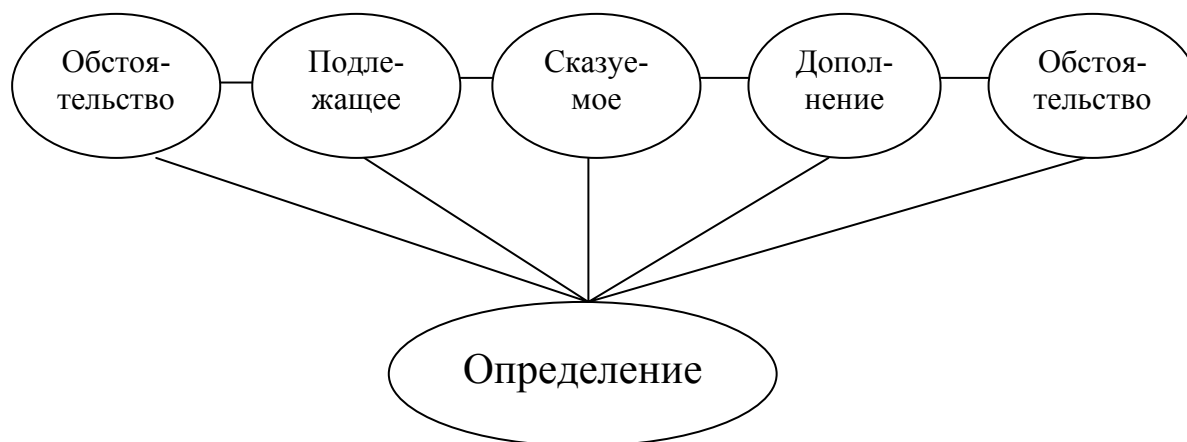 Обстоя-
тельство
Подле-
жащее
Сказуе-
мое
Допол-
нение
Обстоя-
тельство
Определение